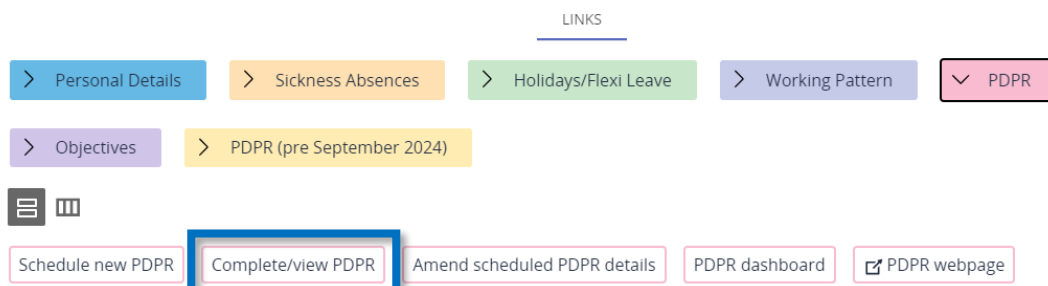 LINKS
Personal Details Sickness Absences Holidays/Flexi Leave Working Pattern PDPR
Objectives PDPR (pre September 2024)
Schedule new PDPR Complete/view PDPR Amend scheduled PDPR details PDPR dashboard PDPR webpage